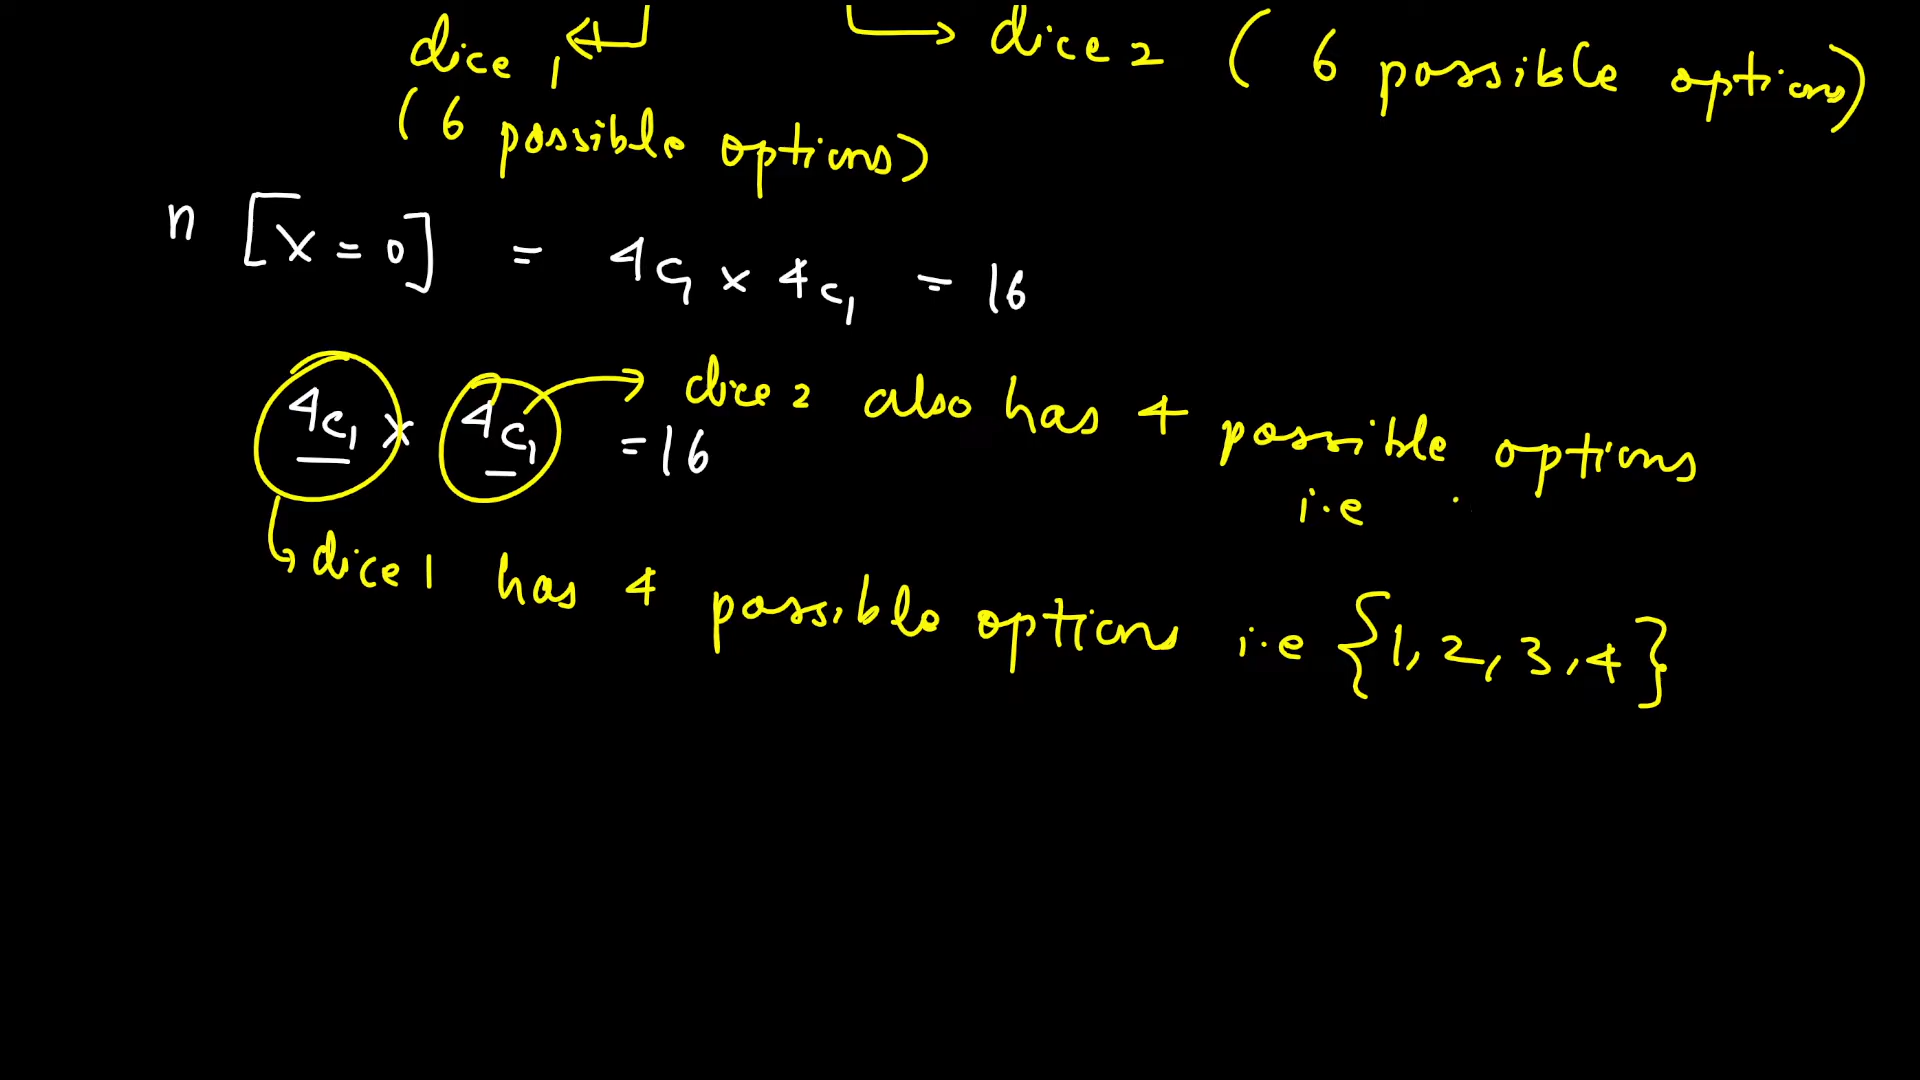 dice 1 dice 2 ( 6 possible options)
( 6 possible options)
n [x = 0] = 4C1 × 4C1 = 16
4C1 × 4C1 = 16 dice 2 also has 4 possible options
i.e
dice 1 has 4 possible options i.e {1, 2, 3, 4}